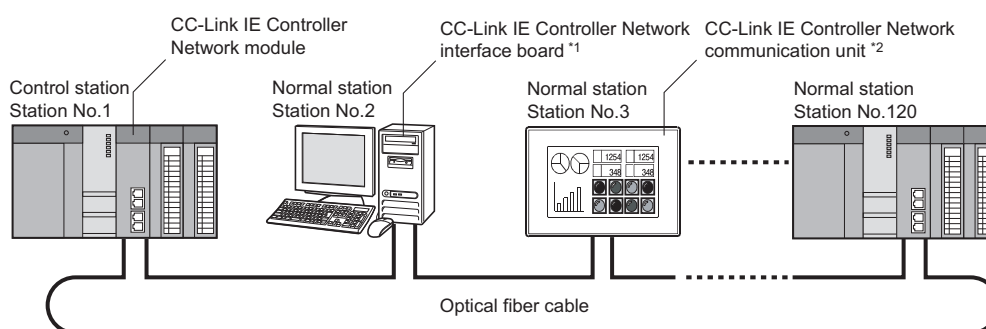 CC-Link IE Controller
Network module
CC-Link IE Controller Network
interface board *1
CC-Link IE Controller Network
communication unit *2
Control station
Station No.1
Normal station
Station No.2
Normal station
Station No.3
Normal station
Station No.120
1254 1254
348 348
Optical fiber cable